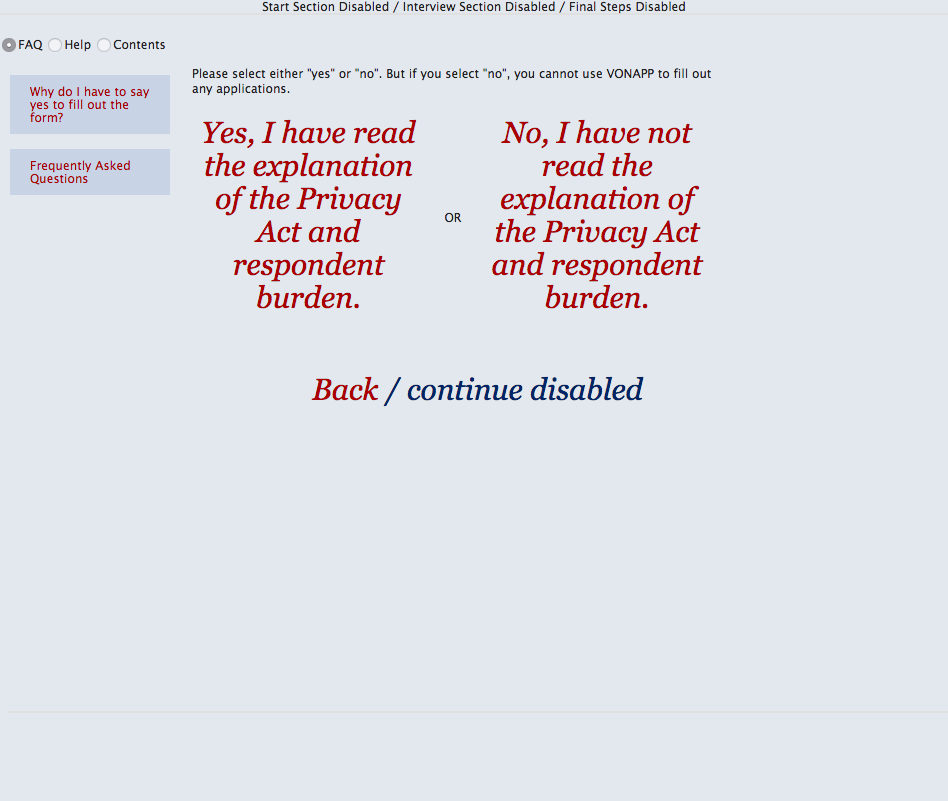 Start Section Disabled / Interview Section Disabled / Final Steps Disabled
FAQ Help Contents
Why do I have to say
yes to fill out the
form?
Frequently Asked
Questions
Please select either "yes" or "no". But if you select "no", you cannot use VONAPP to fill out
any applications.
Yes, I have read
the explanation
of the Privacy
Act and
respondent
burden.
OR
No, I have not
read the
explanation of
the Privacy Act
and respondent
burden.
Back / continue disabled